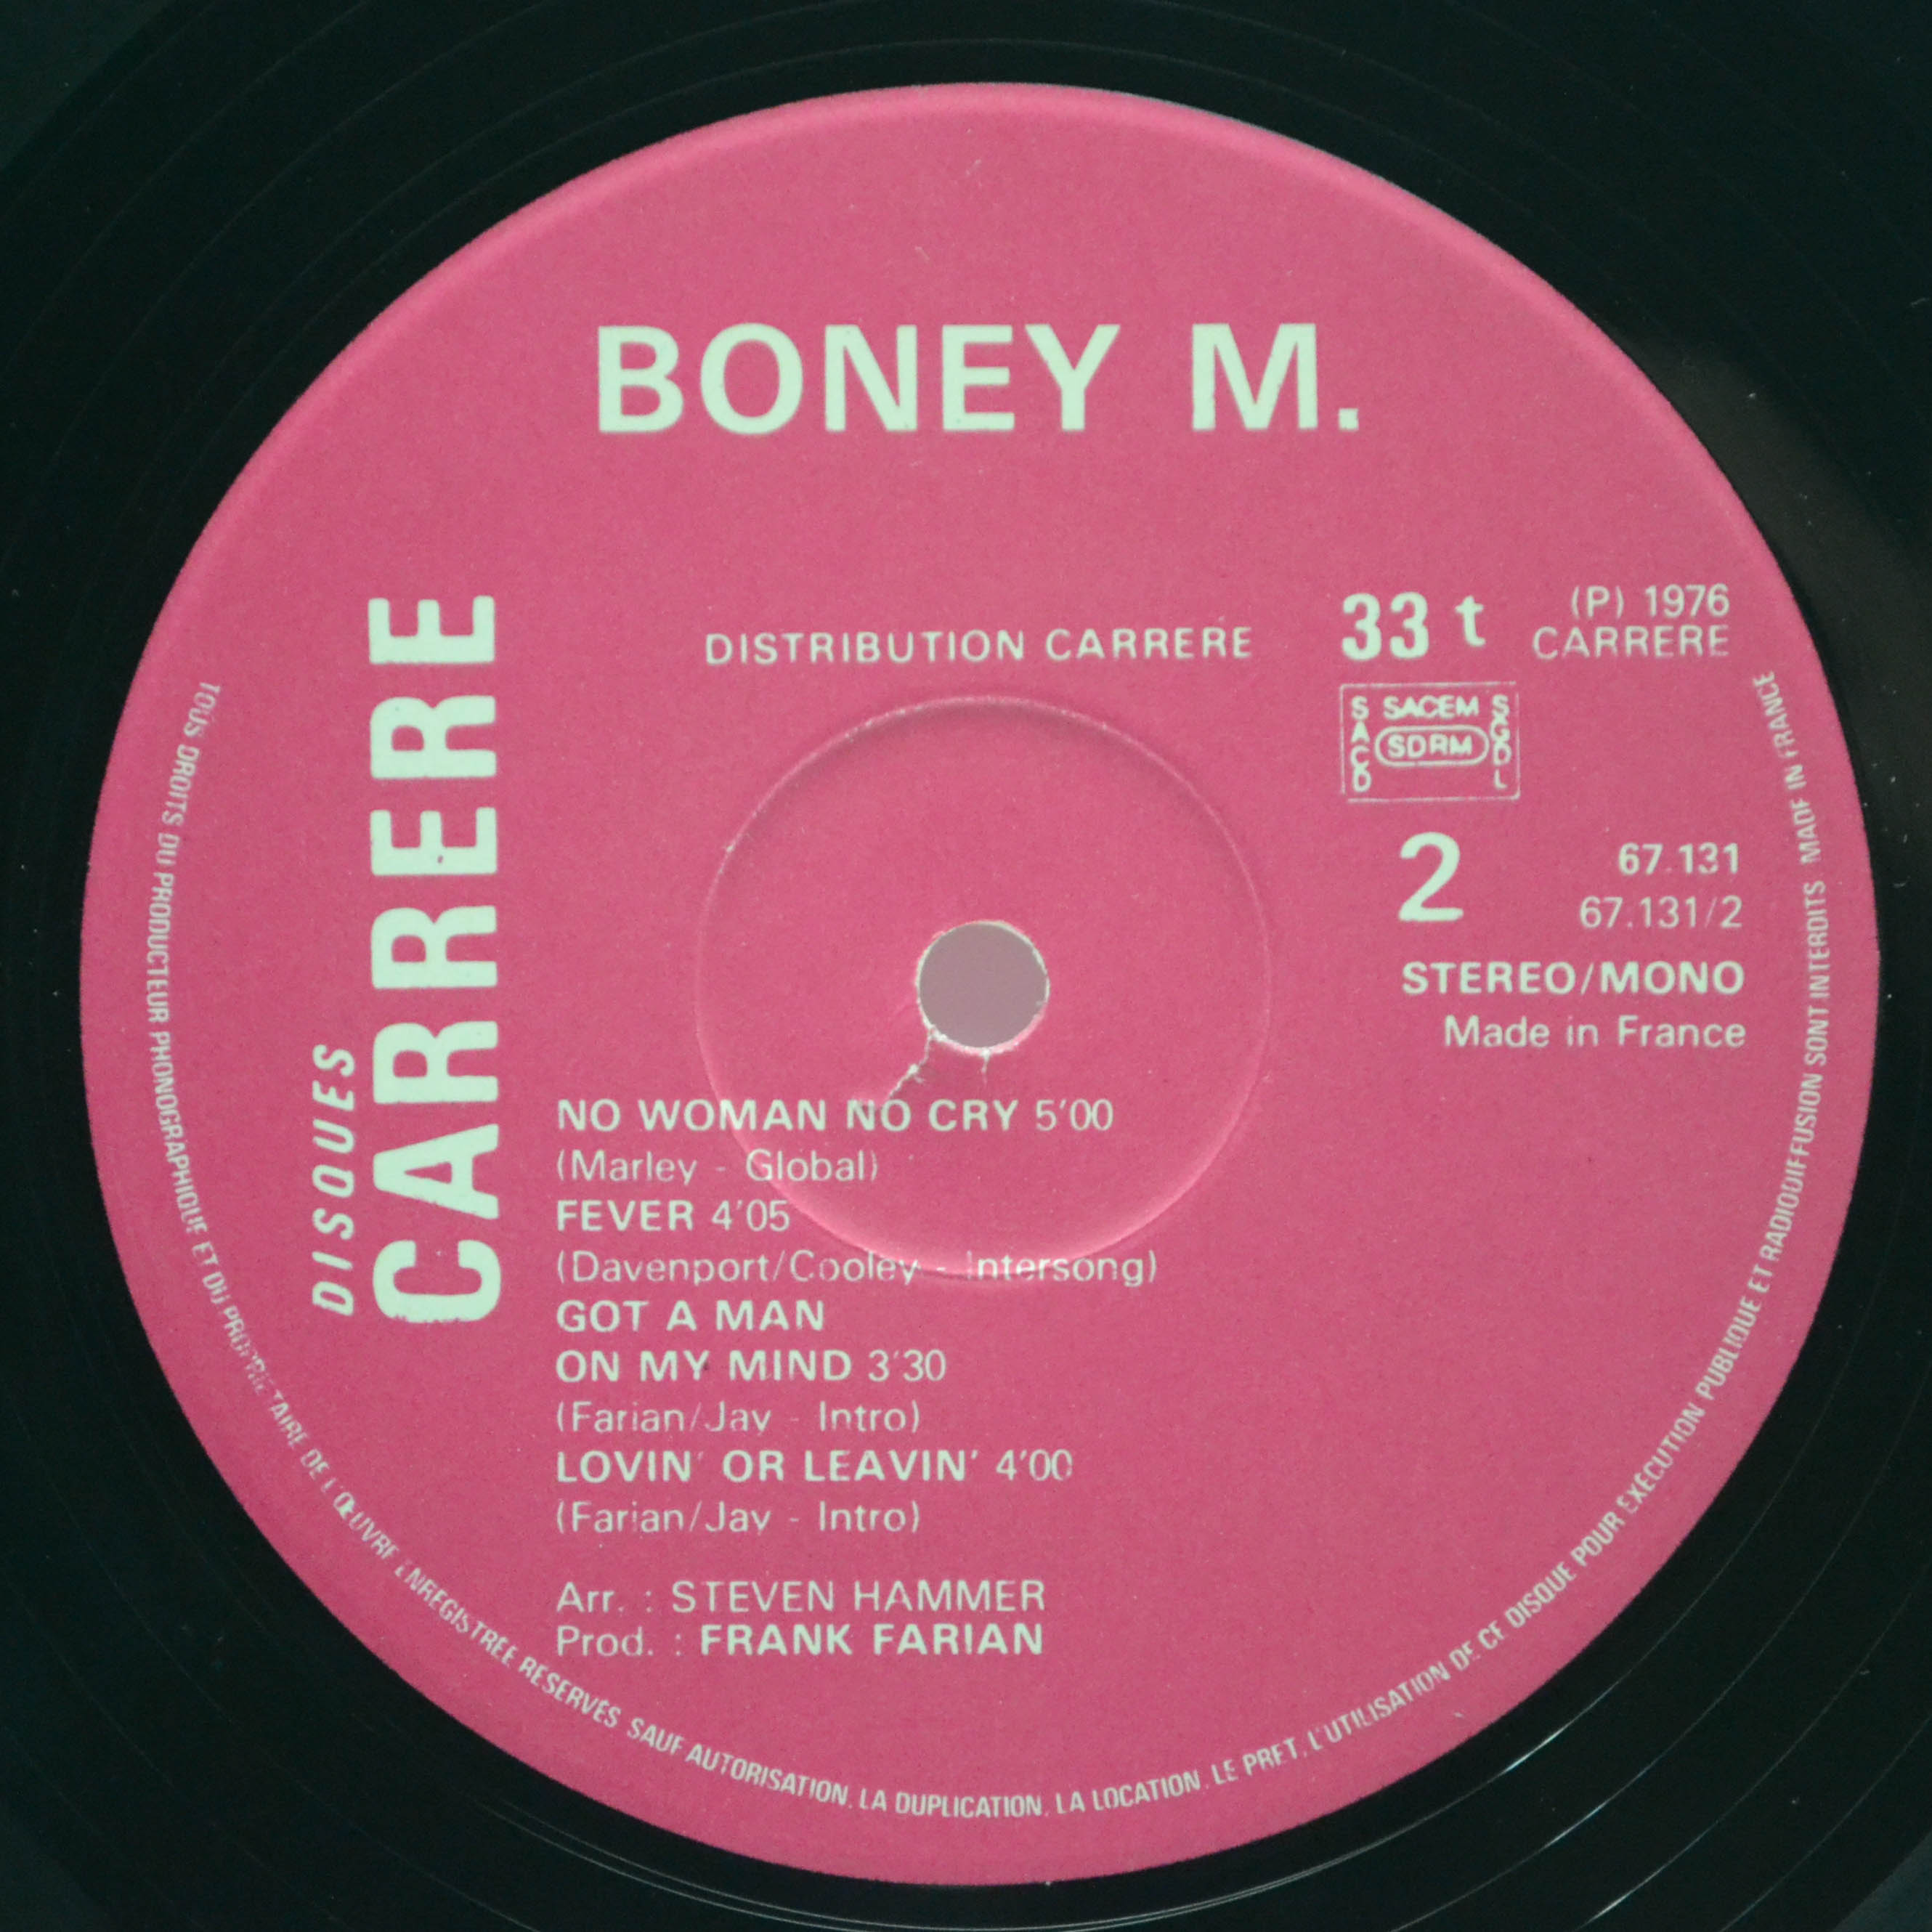 BONEY M.
DISQUES
CARRERE
DISTRIBUTION CARRERE
33 t
(P) 1976
CARRERE
SACEM
SACD
SDRM
SGDL
2
67.131
67.131/2
STEREO/MONO
Made in France
NO WOMAN NO CRY 5'00
(Marley - Global)
FEVER 4'05
(Davenport/Cooley - Intersong)
GOT A MAN
ON MY MIND 3'30
(Farian/Jay - Intro)
LOVIN' OR LEAVIN' 4'00
(Farian/Jay - Intro)
Arr. : STEVEN HAMMER
Prod. : FRANK FARIAN
TOUS DROITS DU PRODUCTEUR PHONOGRAPHIQUE ET DU PROPRIETAIRE DE L'ŒUVRE ENREGISTRÉE RÉSERVÉS SAUF AUTORISATION, LA DUPLICATION, LA LOCATION, LE PRET, L'UTILISATION DE CE DISQUE POUR EXÉCUTION PUBLIQUE ET RADIODIFFUSION SONT INTERDITS MADE IN FRANCE